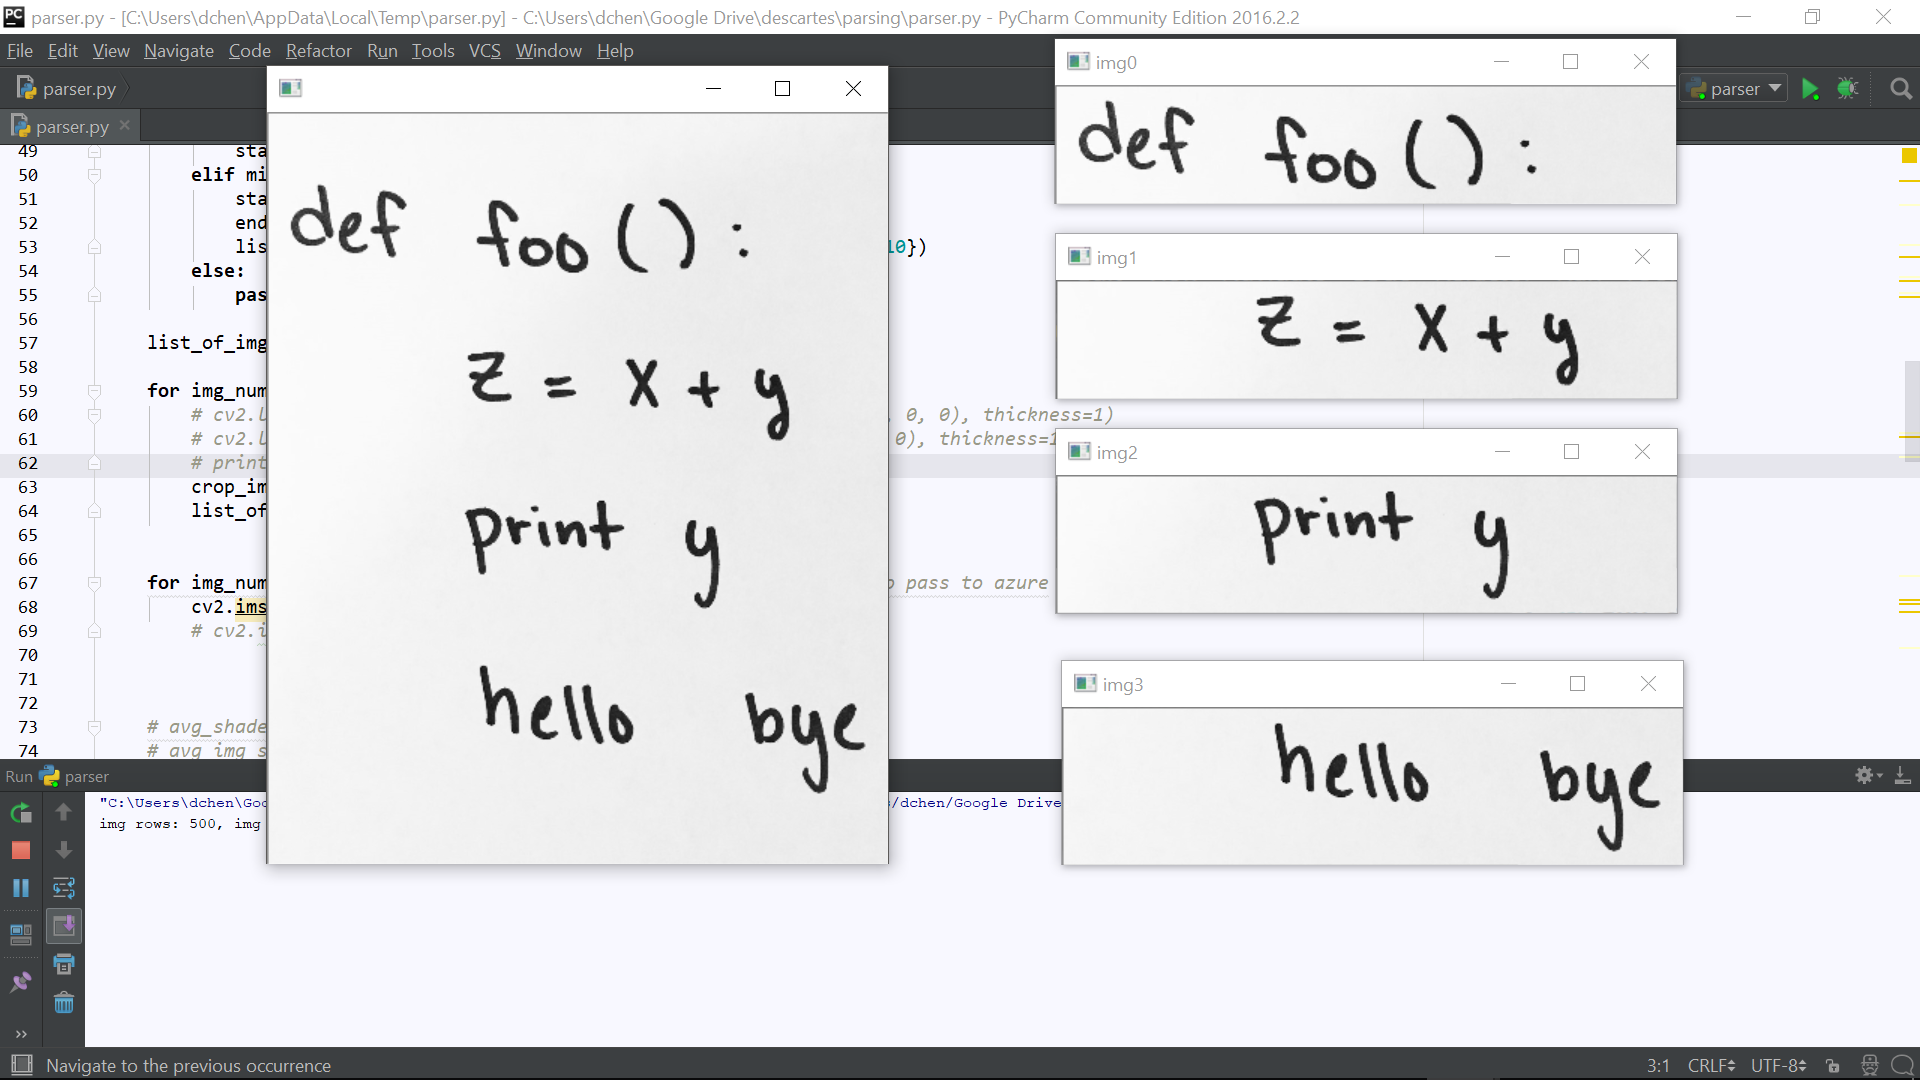 parser.py - [C:\Users\dchen\AppData\Local\Temp\parser.py] - C:\Users\dchen\Google Drive\descartes\parsing\parser.py - PyCharm Community Edition 2016.2.2
File Edit View Navigate Code Refactor Run Tools VCS Window Help
parser.py
parser
parser.py
49 sta
50 elif mi
51 sta
52 end
53 lis 10})
54 else:
55 pas
56
57 list_of_img
58
59 for img_num
60 # cv2.l , 0, 0), thickness=1)
61 # cv2.l 0), thickness=1
62 # print
63 crop_im
64 list_of
65
66
67 for img_num pass to azure
68 cv2.ims
69 # cv2.i
70
71
72
73 # avg_shade
74 # avg img s
def foo():
z = x + y
print y
hello bye
img0
def foo():
img1
z = x + y
img2
print y
img3
hello bye
Run parser
"C:\Users\dchen\Goo s/dchen/Google Drive
img rows: 500, img
Navigate to the previous occurrence
3:1 CRLF UTF-8